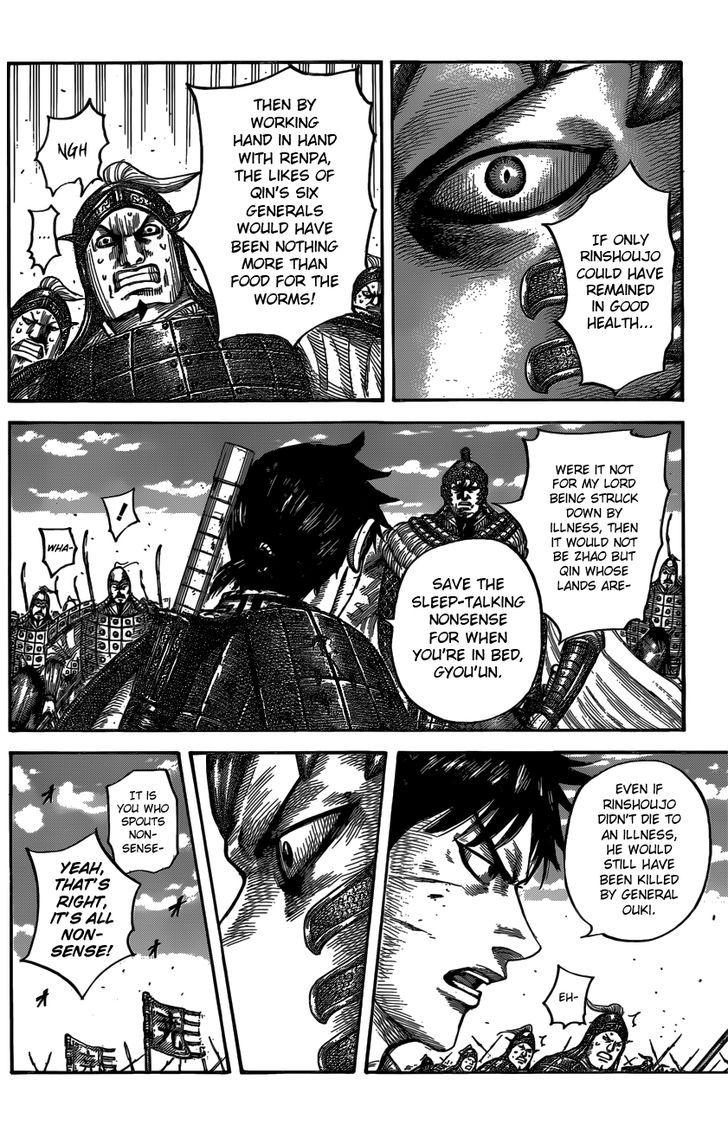 IF ONLY
RINSHOUJO
COULD HAVE
REMAINED
IN GOOD
HEALTH...
THEN BY
WORKING
HAND IN HAND
WITH RENPA,
THE LIKES OF
QIN'S SIX
GENERALS
WOULD HAVE
BEEN NOTHING
MORE THAN
FOOD FOR THE
WORMS!
NGH
...
WERE IT NOT
FOR MY LORD
BEING STRUCK
DOWN BY
ILLNESS, THEN
IT WOULD NOT
BE ZHAO BUT
QIN WHOSE
LANDS ARE-
SAVE THE
SLEEP-TALKING
NONSENSE
FOR WHEN
YOU'RE IN BED,
GYOU'UN.
!
WHA-
EVEN IF
RINSHOUJO
DIDN'T DIE TO
AN ILLNESS,
HE WOULD
STILL HAVE
BEEN KILLED
BY GENERAL
OUKI.
EH-
IT IS
YOU WHO
SPOUTS
NON-
SENSE-
YEAH,
THAT'S
RIGHT,
IT'S ALL
NON-
SENSE!